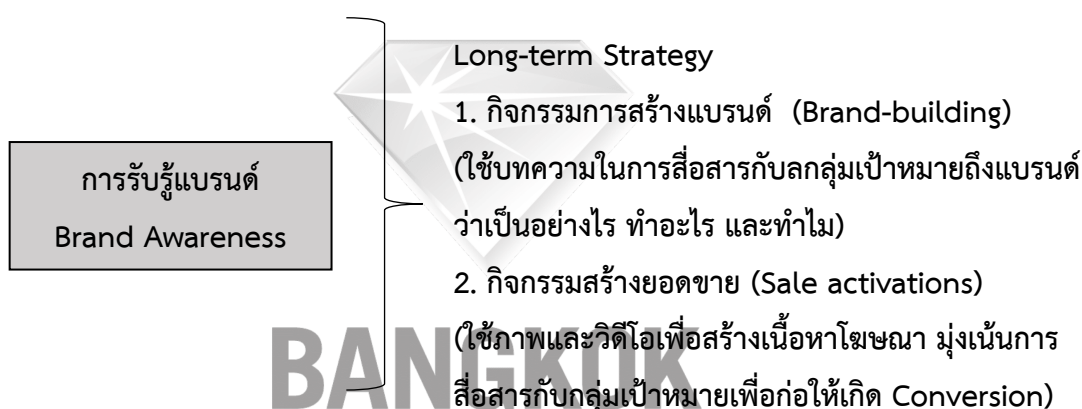 การรับรู้แบรนด์
Brand Awareness
Long-term Strategy
1. กิจกรรมการสร้างแบรนด์ (Brand-building)
(ใช้บทความในการสื่อสารกับลกลุ่มเป้าหมายถึงแบรนด์
ว่าเป็นอย่างไร ทำอะไร และทำไม)
2. กิจกรรมสร้างยอดขาย (Sale activations)
(ใช้ภาพและวิดีโอเพื่อสร้างเนื้อหาโฆษณา มุ่งเน้นการ
สื่อสารกับกลุ่มเป้าหมายเพื่อก่อให้เกิด Conversion)
BANGKOK